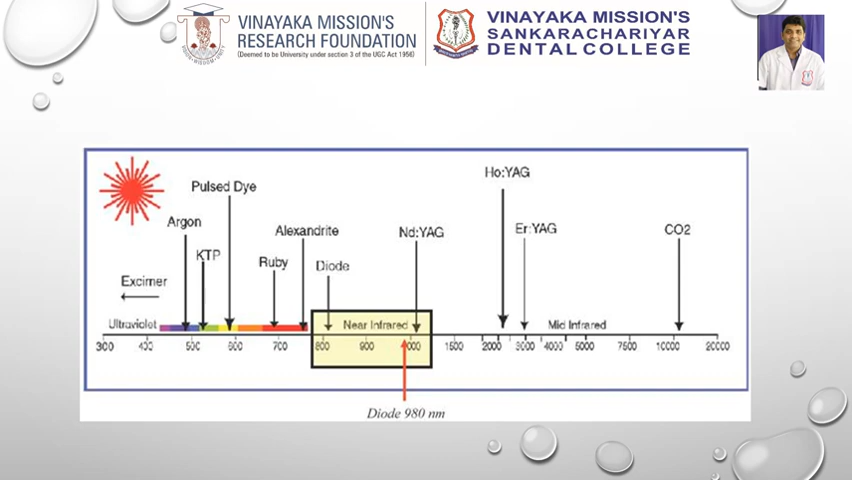 VINAYAKA MISSION'S
RESEARCH FOUNDATION
(Deemed to be University under section 3 of the UGC Act 1956)
VINAYAKA MISSION'S
SANKARACHARIYAR
DENTAL COLLEGE
Ho:YAG
Pulsed Dye
Argon
Alexandrite
Nd:YAG
Er:YAG
CO2
KTP
Ruby
Diode
Excimer
Ultraviolet
Near Infrared
Mid Infrared
300 400 500 600 700 800 900 1500 2000 3000 4000 5000 7500 10000 20000
Diode 980 nm